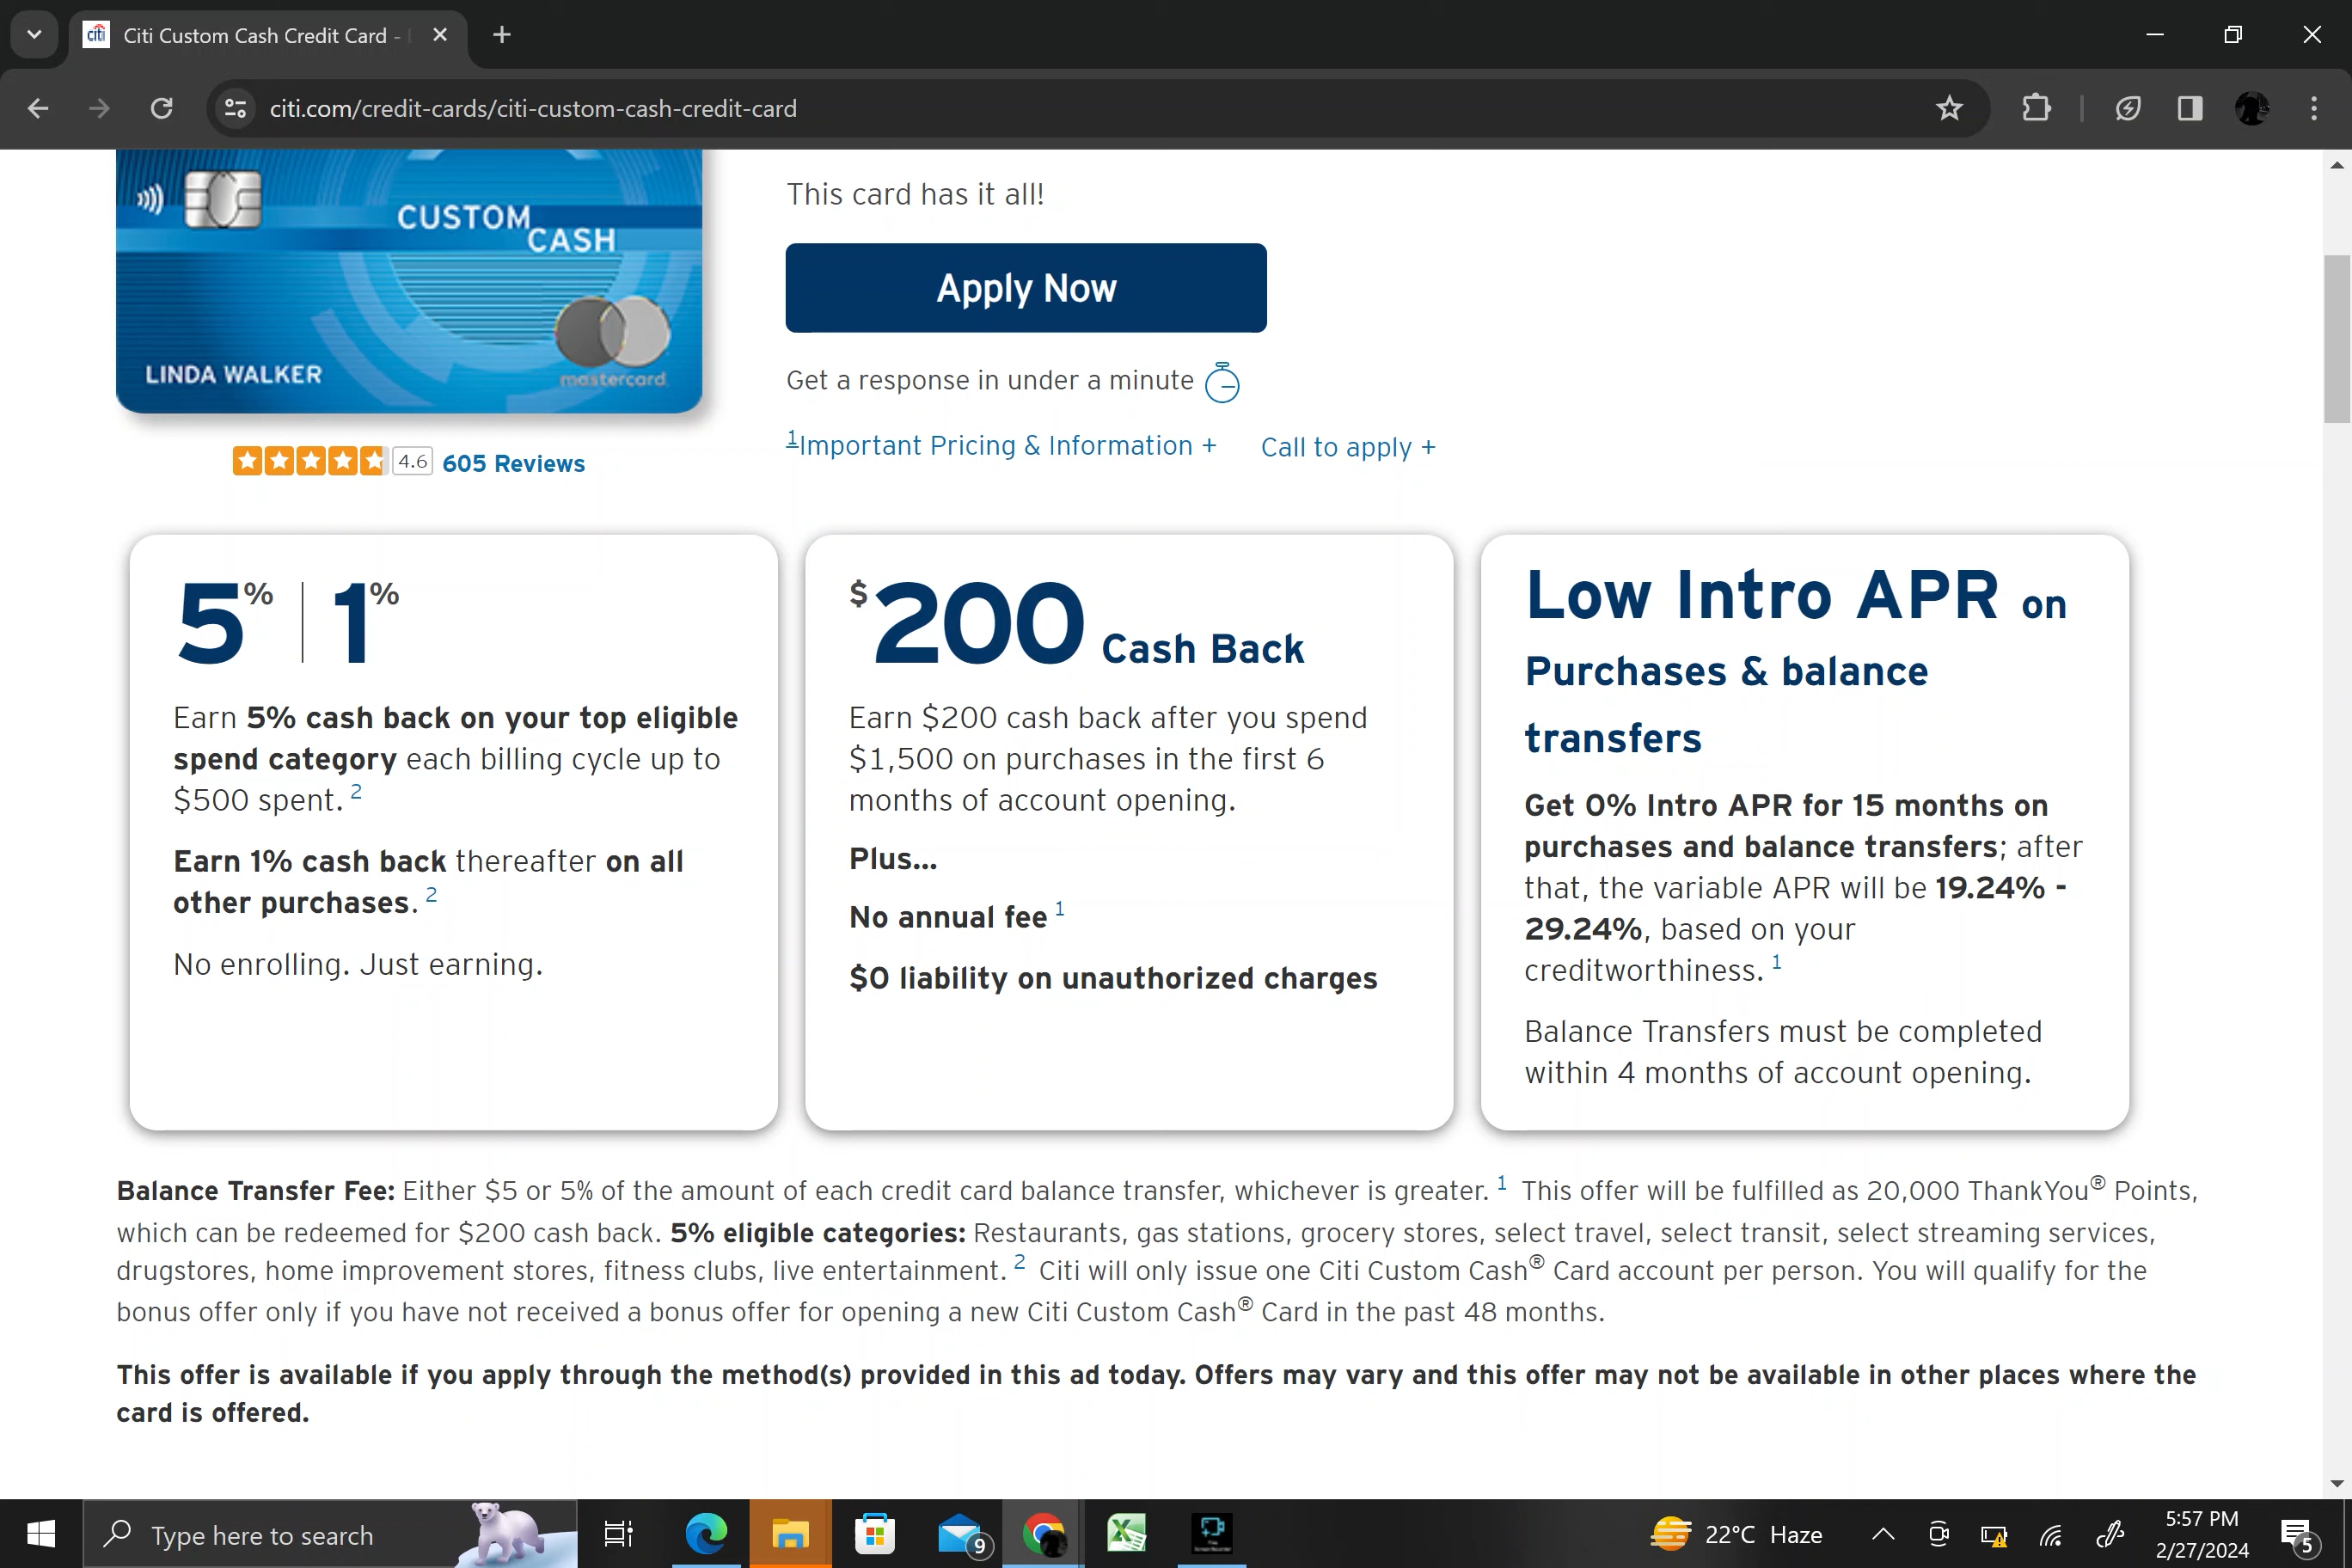 citi
Citi Custom Cash Credit Card -
citi.com/credit-cards/citi-custom-cash-credit-card
CUSTOM
CASH
LINDA WALKER
mastercard
4.6 605 Reviews
This card has it all!
Apply Now
Get a response in under a minute
1Important Pricing & Information + Call to apply +
5% | 1%
Earn 5% cash back on your top eligible
spend category each billing cycle up to
$500 spent. 2
Earn 1% cash back thereafter on all
other purchases. 2
No enrolling. Just earning.
$200 Cash Back
Earn $200 cash back after you spend
$1,500 on purchases in the first 6
months of account opening.
Plus...
No annual fee 1
$0 liability on unauthorized charges
Low Intro APR on
Purchases & balance
transfers
Get 0% Intro APR for 15 months on
purchases and balance transfers; after
that, the variable APR will be 19.24% -
29.24%, based on your
creditworthiness. 1
Balance Transfers must be completed
within 4 months of account opening.
Balance Transfer Fee: Either $5 or 5% of the amount of each credit card balance transfer, whichever is greater. 1 This offer will be fulfilled as 20,000 ThankYou® Points,
which can be redeemed for $200 cash back. 5% eligible categories: Restaurants, gas stations, grocery stores, select travel, select transit, select streaming services,
drugstores, home improvement stores, fitness clubs, live entertainment. 2 Citi will only issue one Citi Custom Cash® Card account per person. You will qualify for the
bonus offer only if you have not received a bonus offer for opening a new Citi Custom Cash® Card in the past 48 months.
This offer is available if you apply through the method(s) provided in this ad today. Offers may vary and this offer may not be available in other places where the
card is offered.
Type here to search
9
22°C Haze
5:57 PM
2/27/2024
5